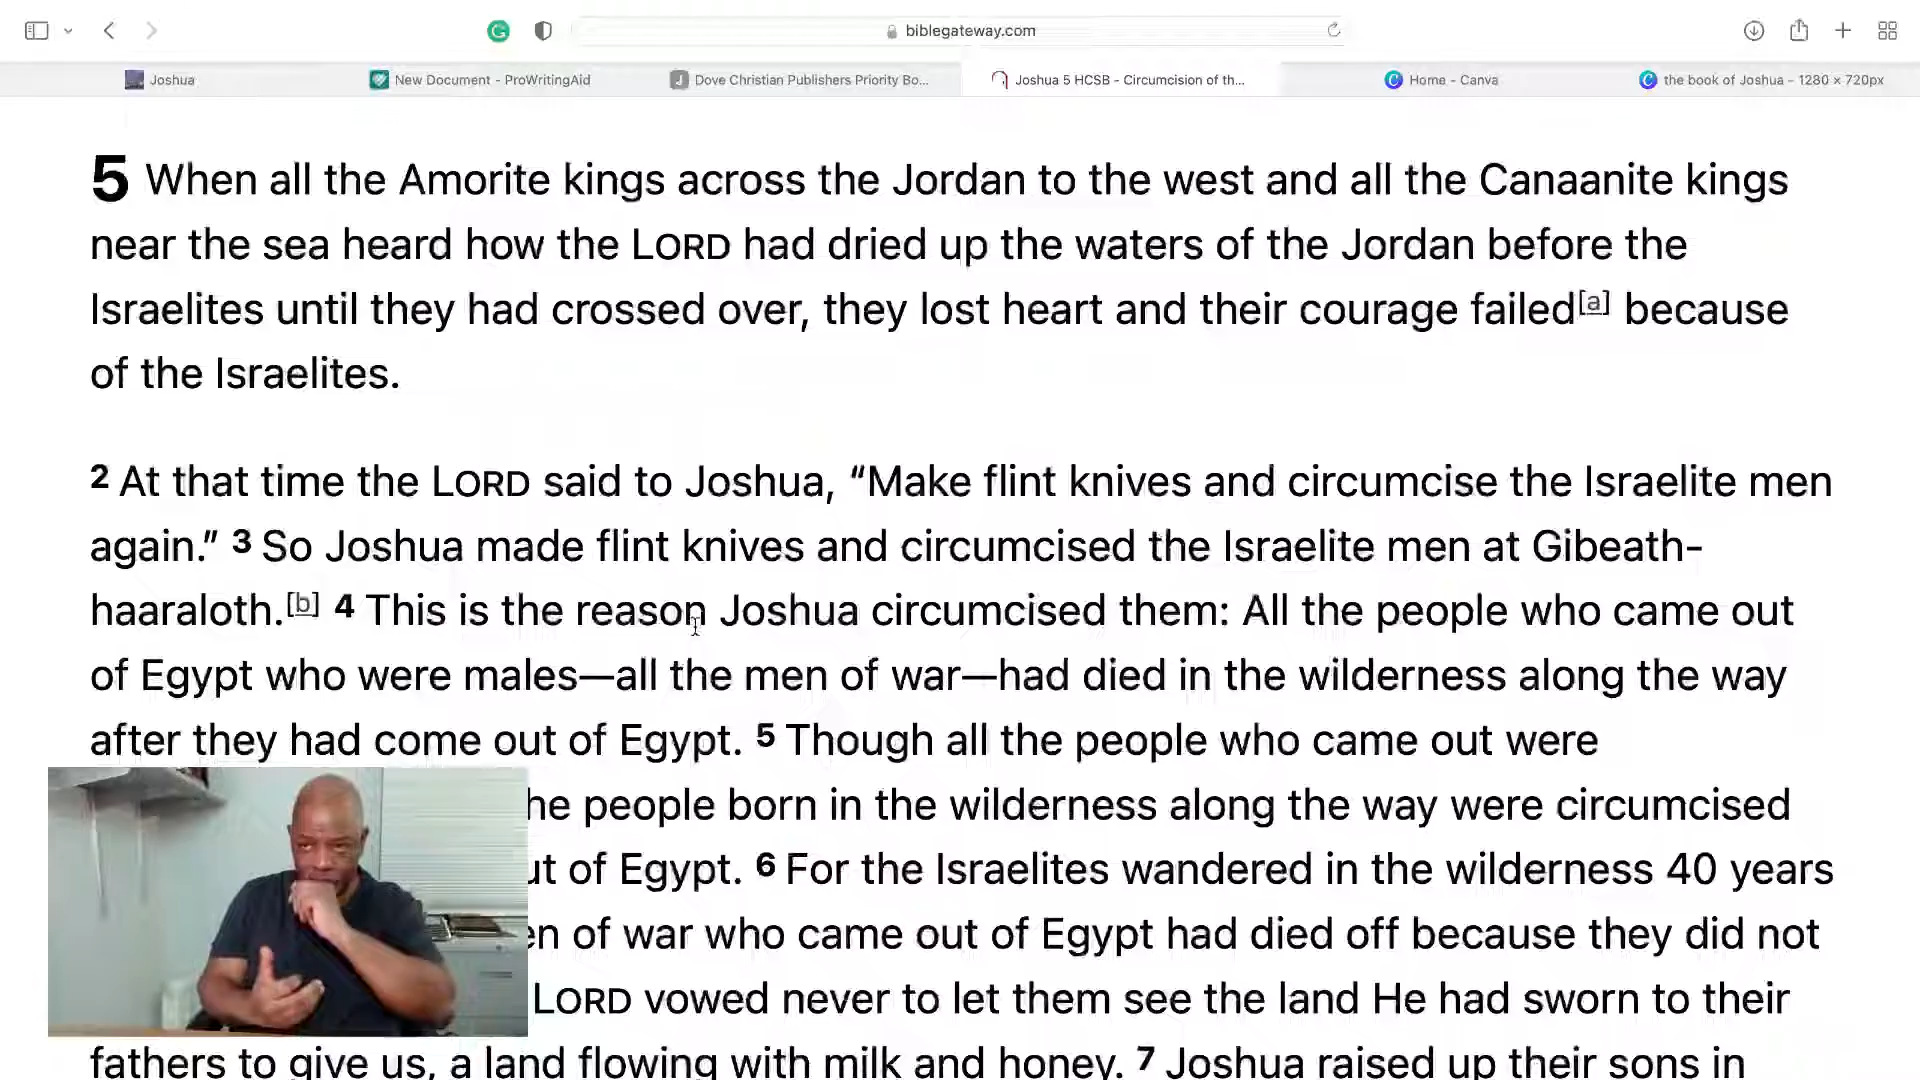 biblegateway.com
Joshua
New Document - ProWritingAid
Dove Christian Publishers Priority Bo...
Joshua 5 HCSB - Circumcision of th...
Home - Canva
the book of Joshua – 1280 × 720px
5 When all the Amorite kings across the Jordan to the west and all the Canaanite kings
near the sea heard how the LORD had dried up the waters of the Jordan before the
Israelites until they had crossed over, they lost heart and their courage failed[a] because
of the Israelites.
2 At that time the LORD said to Joshua, “Make flint knives and circumcise the Israelite men
again.” 3 So Joshua made flint knives and circumcised the Israelite men at Gibeath-
haaraloth.[b] 4 This is the reason Joshua circumcised them: All the people who came out
of Egypt who were males—all the men of war—had died in the wilderness along the way
after they had come out of Egypt. 5 Though all the people who came out were
people born in the wilderness along the way were circumcised
of Egypt. 6 For the Israelites wandered in the wilderness 40 years
of war who came out of Egypt had died off because they did not
LORD vowed never to let them see the land He had sworn to their
fathers to give us, a land flowing with milk and honey. 7 Joshua raised up their sons in